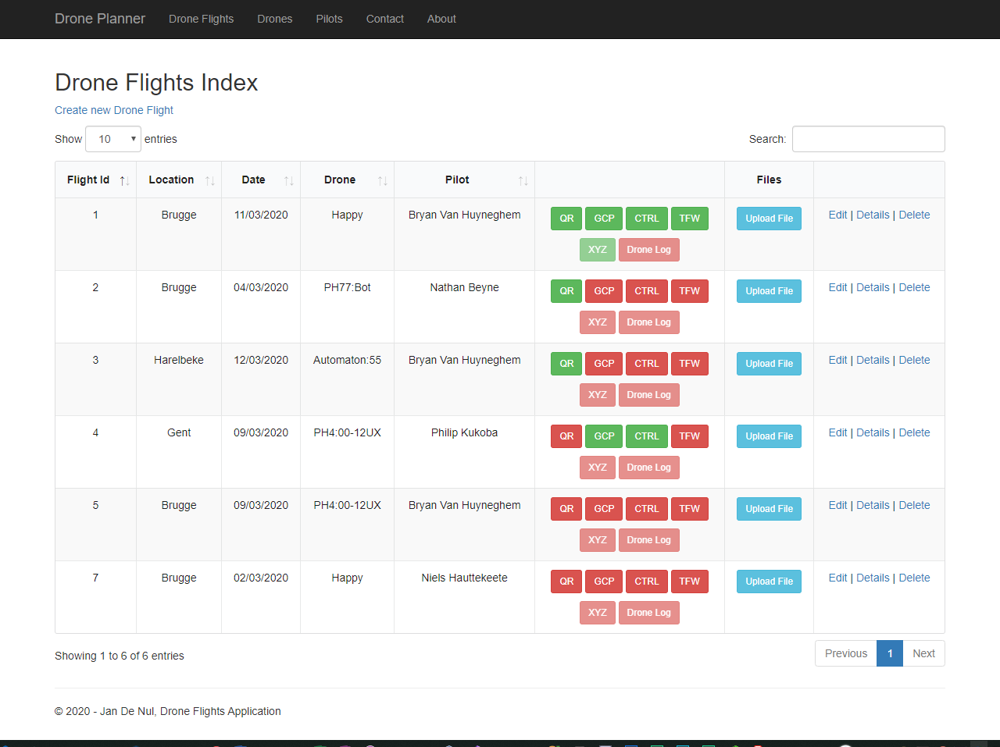 Drone Planner Drone Flights Drones Pilots Contact About
Drone Flights Index
Create new Drone Flight
Show 10 entries Search:
Flight Id Location Date Drone Pilot Files
1 Brugge 11/03/2020 Happy Bryan Van Huyneghem QR GCP CTRL TFW Upload File Edit | Details | Delete
XYZ Drone Log
2 Brugge 04/03/2020 PH77:Bot Nathan Beyne QR GCP CTRL TFW Upload File Edit | Details | Delete
XYZ Drone Log
3 Harelbeke 12/03/2020 Automaton:55 Bryan Van Huyneghem QR GCP CTRL TFW Upload File Edit | Details | Delete
XYZ Drone Log
4 Gent 09/03/2020 PH4:00-12UX Philip Kukoba QR GCP CTRL TFW Upload File Edit | Details | Delete
XYZ Drone Log
5 Brugge 09/03/2020 PH4:00-12UX Bryan Van Huyneghem QR GCP CTRL TFW Upload File Edit | Details | Delete
XYZ Drone Log
7 Brugge 02/03/2020 Happy Niels Hauttekeete QR GCP CTRL TFW Upload File Edit | Details | Delete
XYZ Drone Log
Showing 1 to 6 of 6 entries Previous 1 Next
© 2020 - Jan De Nul, Drone Flights Application